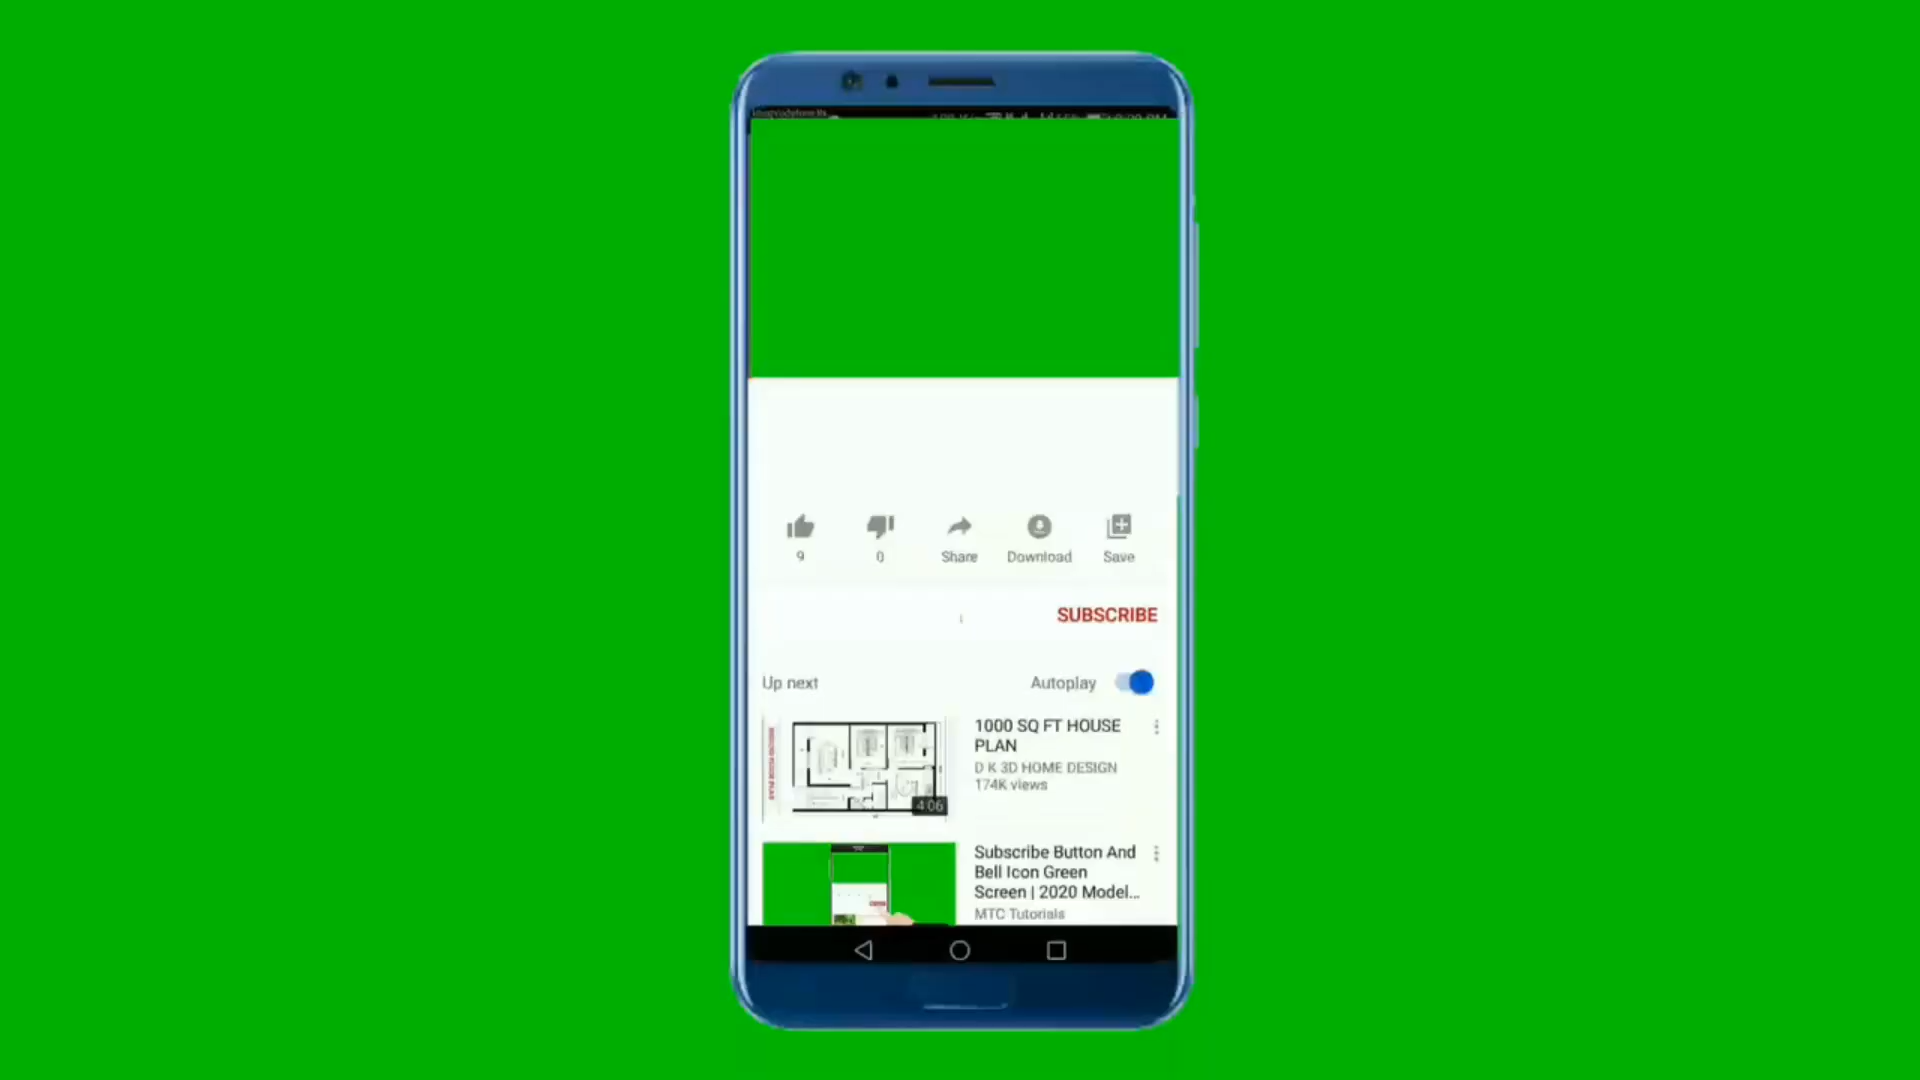 9
0
Share
Download
Save
SUBSCRIBE
Up next
Autoplay
1000 SQ FT HOUSE
PLAN
D K 3D HOME DESIGN
174K views
4:06
Subscribe Button And
Bell Icon Green
Screen | 2020 Model...
MTC Tutorials